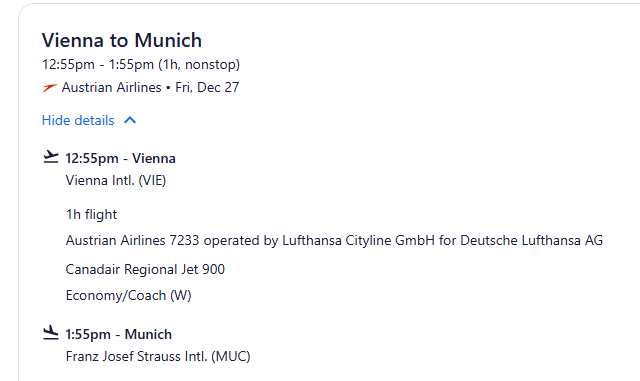 Vienna to Munich
12:55pm - 1:55pm (1h, nonstop)
Austrian Airlines • Fri, Dec 27
Hide details
12:55pm - Vienna
Vienna Intl. (VIE)
1h flight
Austrian Airlines 7233 operated by Lufthansa Cityline GmbH for Deutsche Lufthansa AG
Canadair Regional Jet 900
Economy/Coach (W)
1:55pm - Munich
Franz Josef Strauss Intl. (MUC)